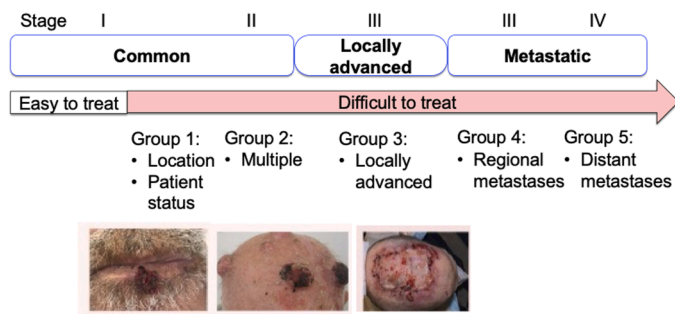 Stage I II III III IV
Common
Locally
advanced
Metastatic
Easy to treat
Difficult to treat
Group 1:
• Location
• Patient
status
Group 2:
• Multiple
Group 3:
• Locally
advanced
Group 4:
• Regional
metastases
Group 5:
• Distant
metastases